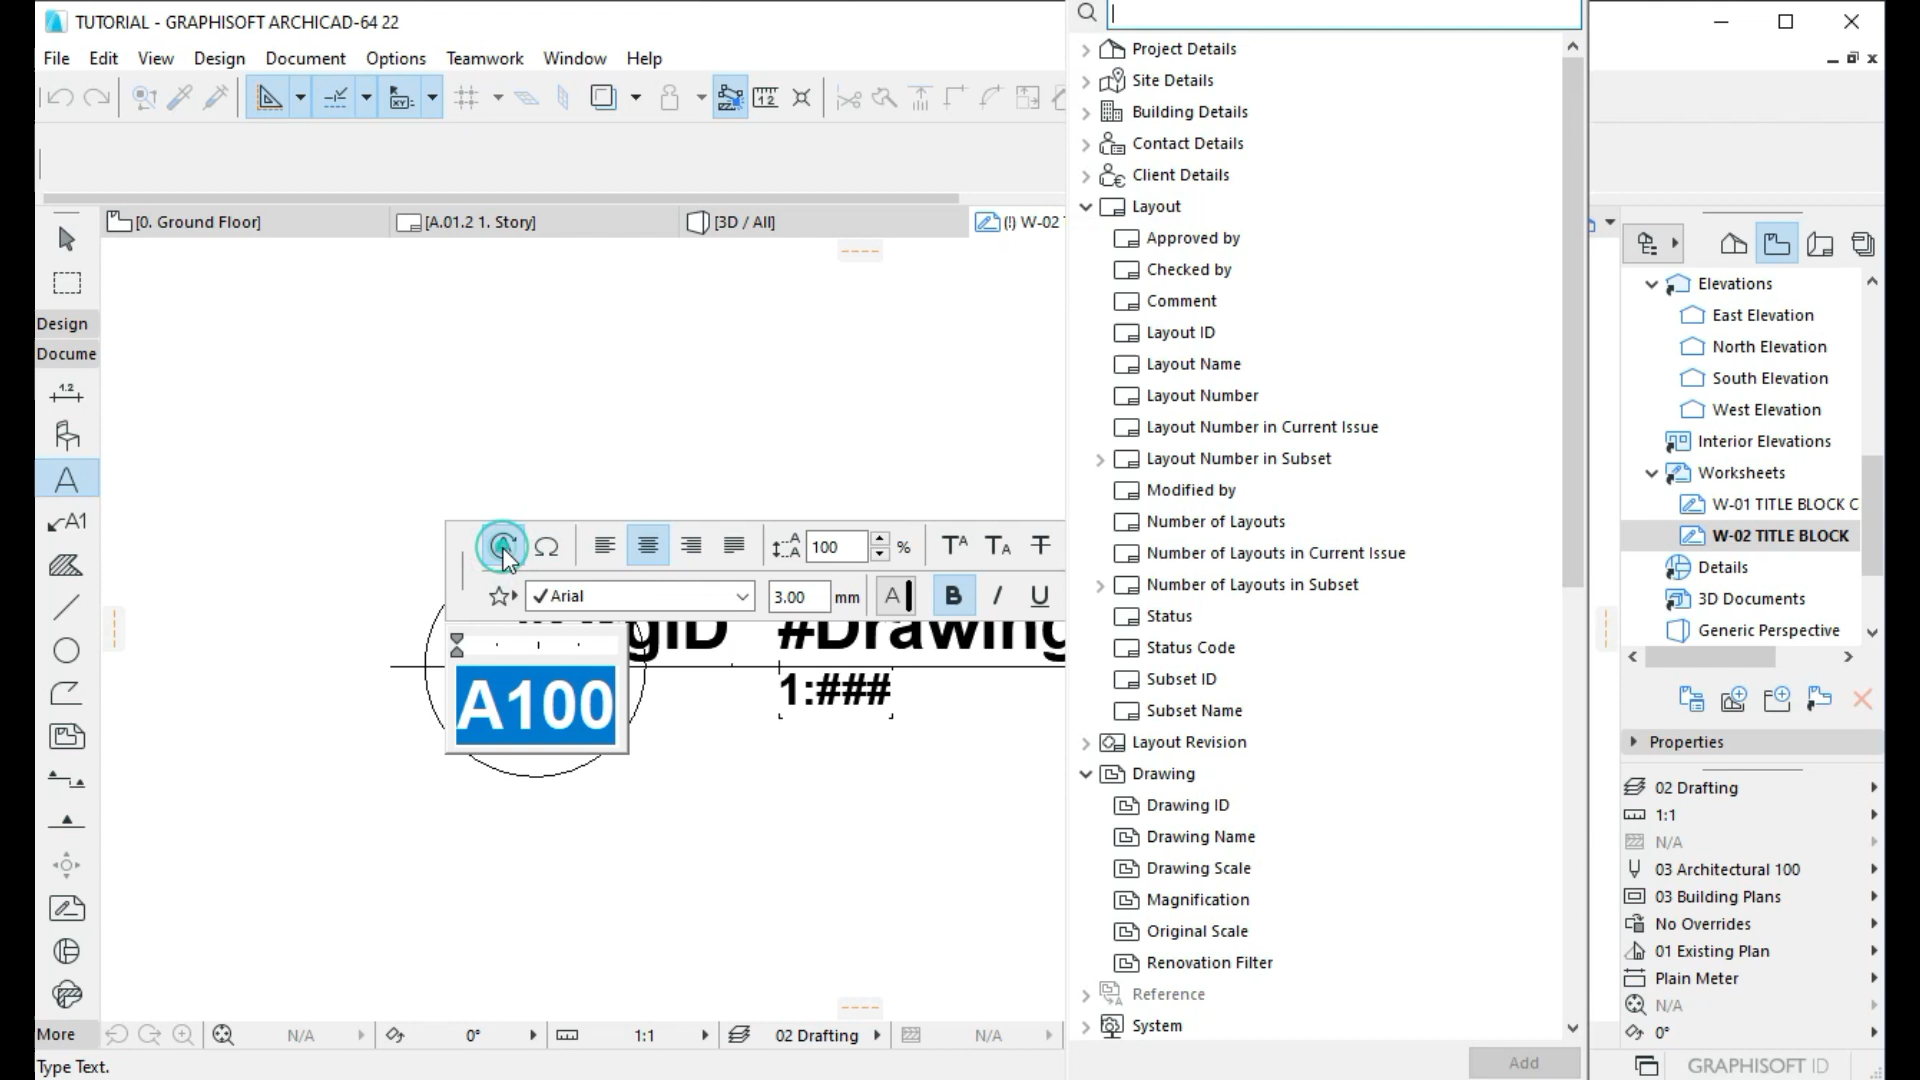 TUTORIAL - GRAPHISOFT ARCHICAD-64 22
File Edit View Design Document Options Teamwork Window Help
[0. Ground Floor]
[A.01.2 1. Story]
[3D / All]
(!) W-02
Design
Docume
1.2
A1
More
100 %
Arial
3.00 mm
A B I U
#Drawing
A100
1:###
Project Details
Site Details
Building Details
Contact Details
Client Details
Layout
Approved by
Checked by
Comment
Layout ID
Layout Name
Layout Number
Layout Number in Current Issue
Layout Number in Subset
Modified by
Number of Layouts
Number of Layouts in Current Issue
Number of Layouts in Subset
Status
Status Code
Subset ID
Subset Name
Layout Revision
Drawing
Drawing ID
Drawing Name
Drawing Scale
Magnification
Original Scale
Renovation Filter
Reference
System
Add
Elevations
East Elevation
North Elevation
South Elevation
West Elevation
Interior Elevations
Worksheets
W-01 TITLE BLOCK C
W-02 TITLE BLOCK
Details
3D Documents
Generic Perspective
Properties
02 Drafting
1:1
N/A
03 Architectural 100
03 Building Plans
No Overrides
01 Existing Plan
Plain Meter
N/A
0°
N/A 0° 1:1 02 Drafting N/A
Type Text.
GRAPHISOFT ID